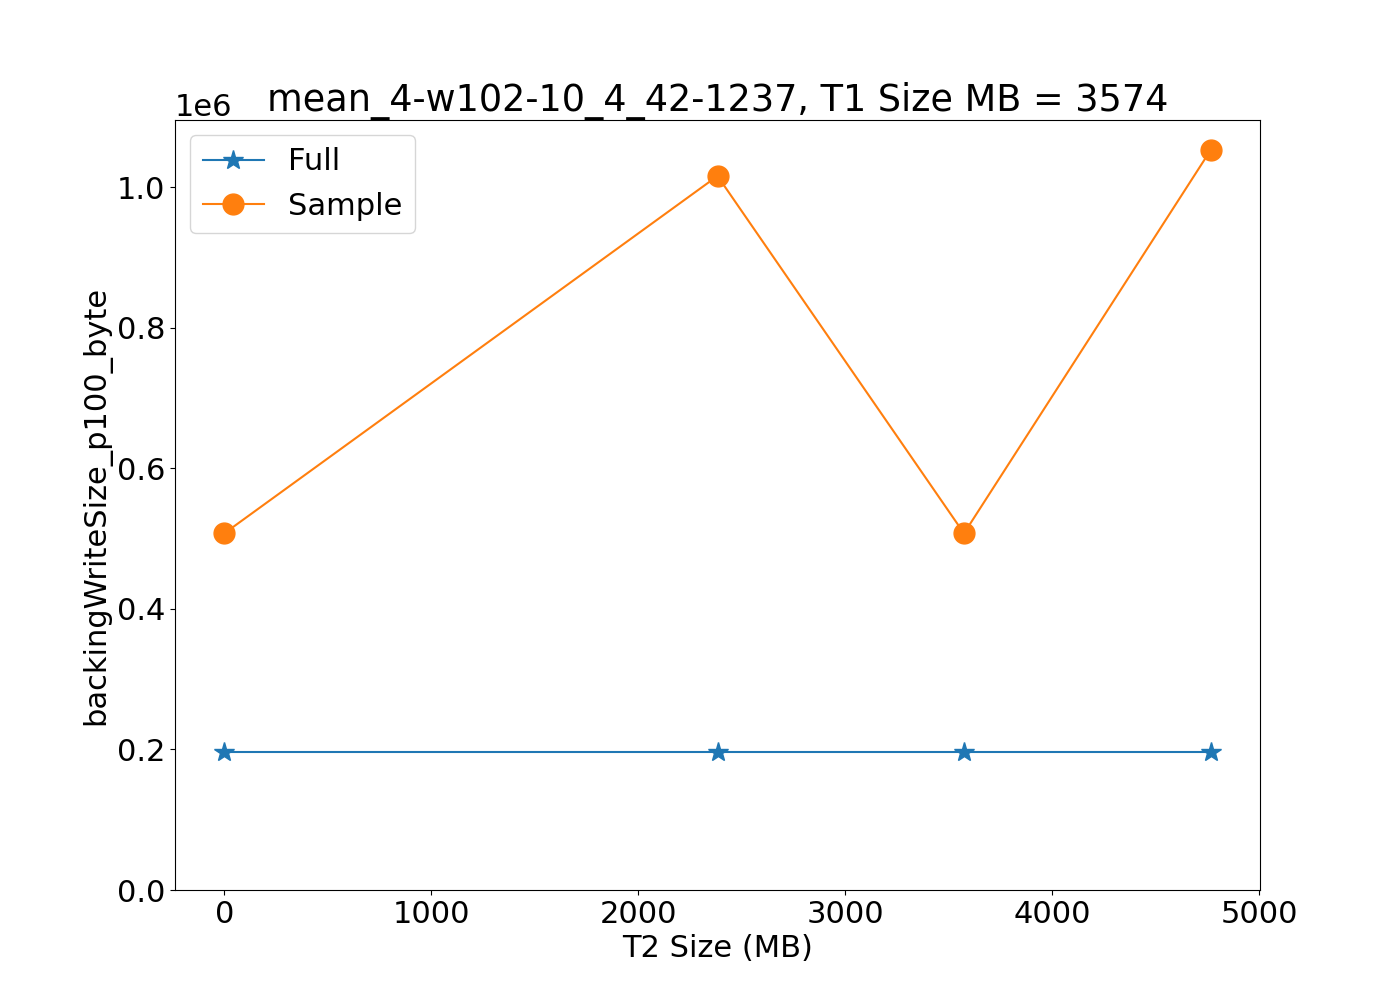 mean_4-w102-10_4_42-1237, T1 Size MB = 3574
1e6
Full
Sample
1.0
0.8
0.6
0.4
0.2
0.0
backingWriteSize_p100_byte
0 1000 2000 3000 4000 5000
T2 Size (MB)